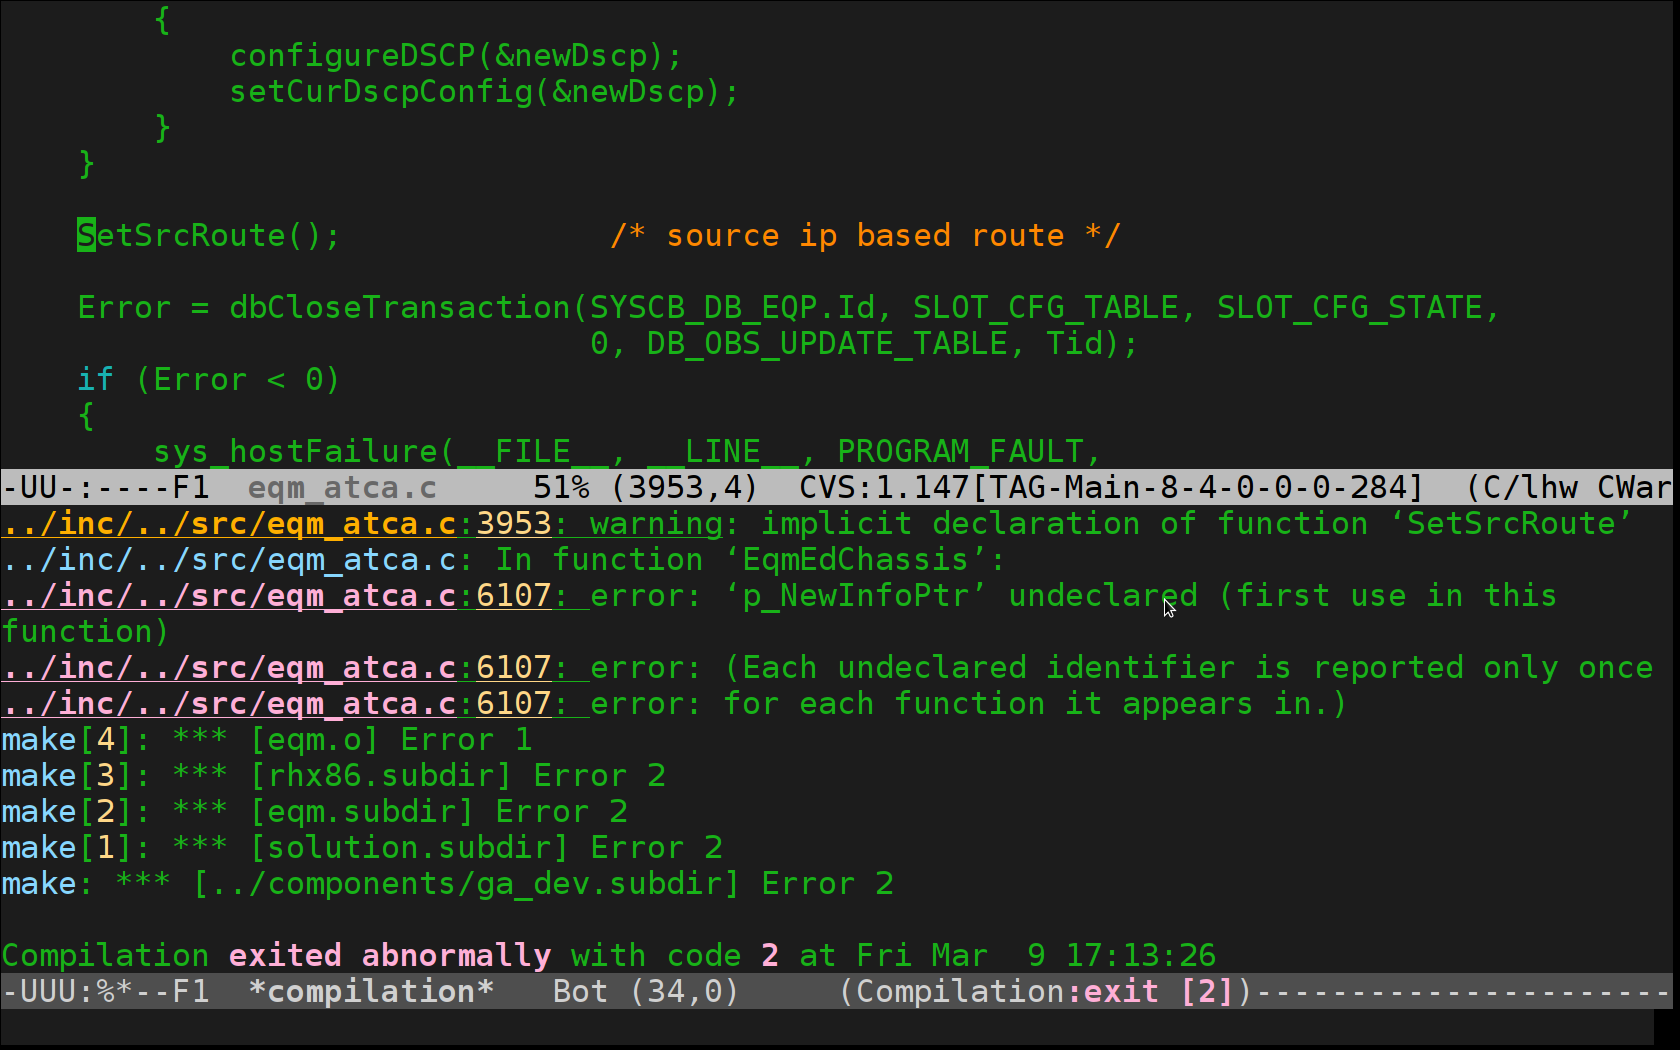 {
configureDSCP(&newDscp);
setCurDscpConfig(&newDscp);
}
}
SetSrcRoute(); /* source ip based route */
Error = dbCloseTransaction(SYSCB_DB_EQP.Id, SLOT_CFG_TABLE, SLOT_CFG_STATE,
0, DB_OBS_UPDATE_TABLE, Tid);
if (Error < 0)
{
sys_hostFailure(__FILE__, __LINE__, PROGRAM_FAULT,
-UU-:----F1 eqm_atca.c 51% (3953,4) CVS:1.147[TAG-Main-8-4-0-0-0-284] (C/lhw CWar
../inc/../src/eqm_atca.c:3953: warning: implicit declaration of function ‘SetSrcRoute’
../inc/../src/eqm_atca.c: In function ‘EqmEdChassis’:
../inc/../src/eqm_atca.c:6107: error: ‘p_NewInfoPtr’ undeclared (first use in this
function)
../inc/../src/eqm_atca.c:6107: error: (Each undeclared identifier is reported only once
../inc/../src/eqm_atca.c:6107: error: for each function it appears in.)
make[4]: *** [eqm.o] Error 1
make[3]: *** [rhx86.subdir] Error 2
make[2]: *** [eqm.subdir] Error 2
make[1]: *** [solution.subdir] Error 2
make: *** [../components/ga_dev.subdir] Error 2
Compilation exited abnormally with code 2 at Fri Mar  9 17:13:26
-UUU:%*--F1 *compilation* Bot (34,0) (Compilation:exit [2])----------------------